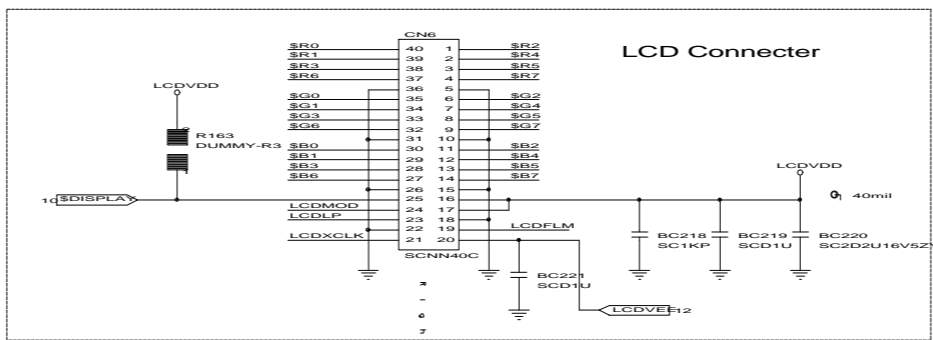 LCD Connecter
CN6
$R0 40 1 $R2
$R1 39 2 $R4
$R3 38 3 $R5
$R6 37 4 $R7
36 5
$G0 35 6 $G2
$G1 34 7 $G4
$G3 33 8 $G5
$G6 32 9 $G7
31 10
$B0 30 11 $B2
$B1 29 12 $B4
$B3 28 13 $B5
$B6 27 14 $B7
26 15
25 16
LCDMOD 24 17
LCDLP 23 18
22 19 LCDFLM
LCDXCLK 21 20
SCNN40C
LCDVDD
2
R163
DUMMY-R3
1
10 $DISPLAY
LCDVDD
40mil
BC218
SC1KP
BC219
SCD1U
BC220
SC2D2U16V5ZY
BC221
SCD1U
LCDVEE 12